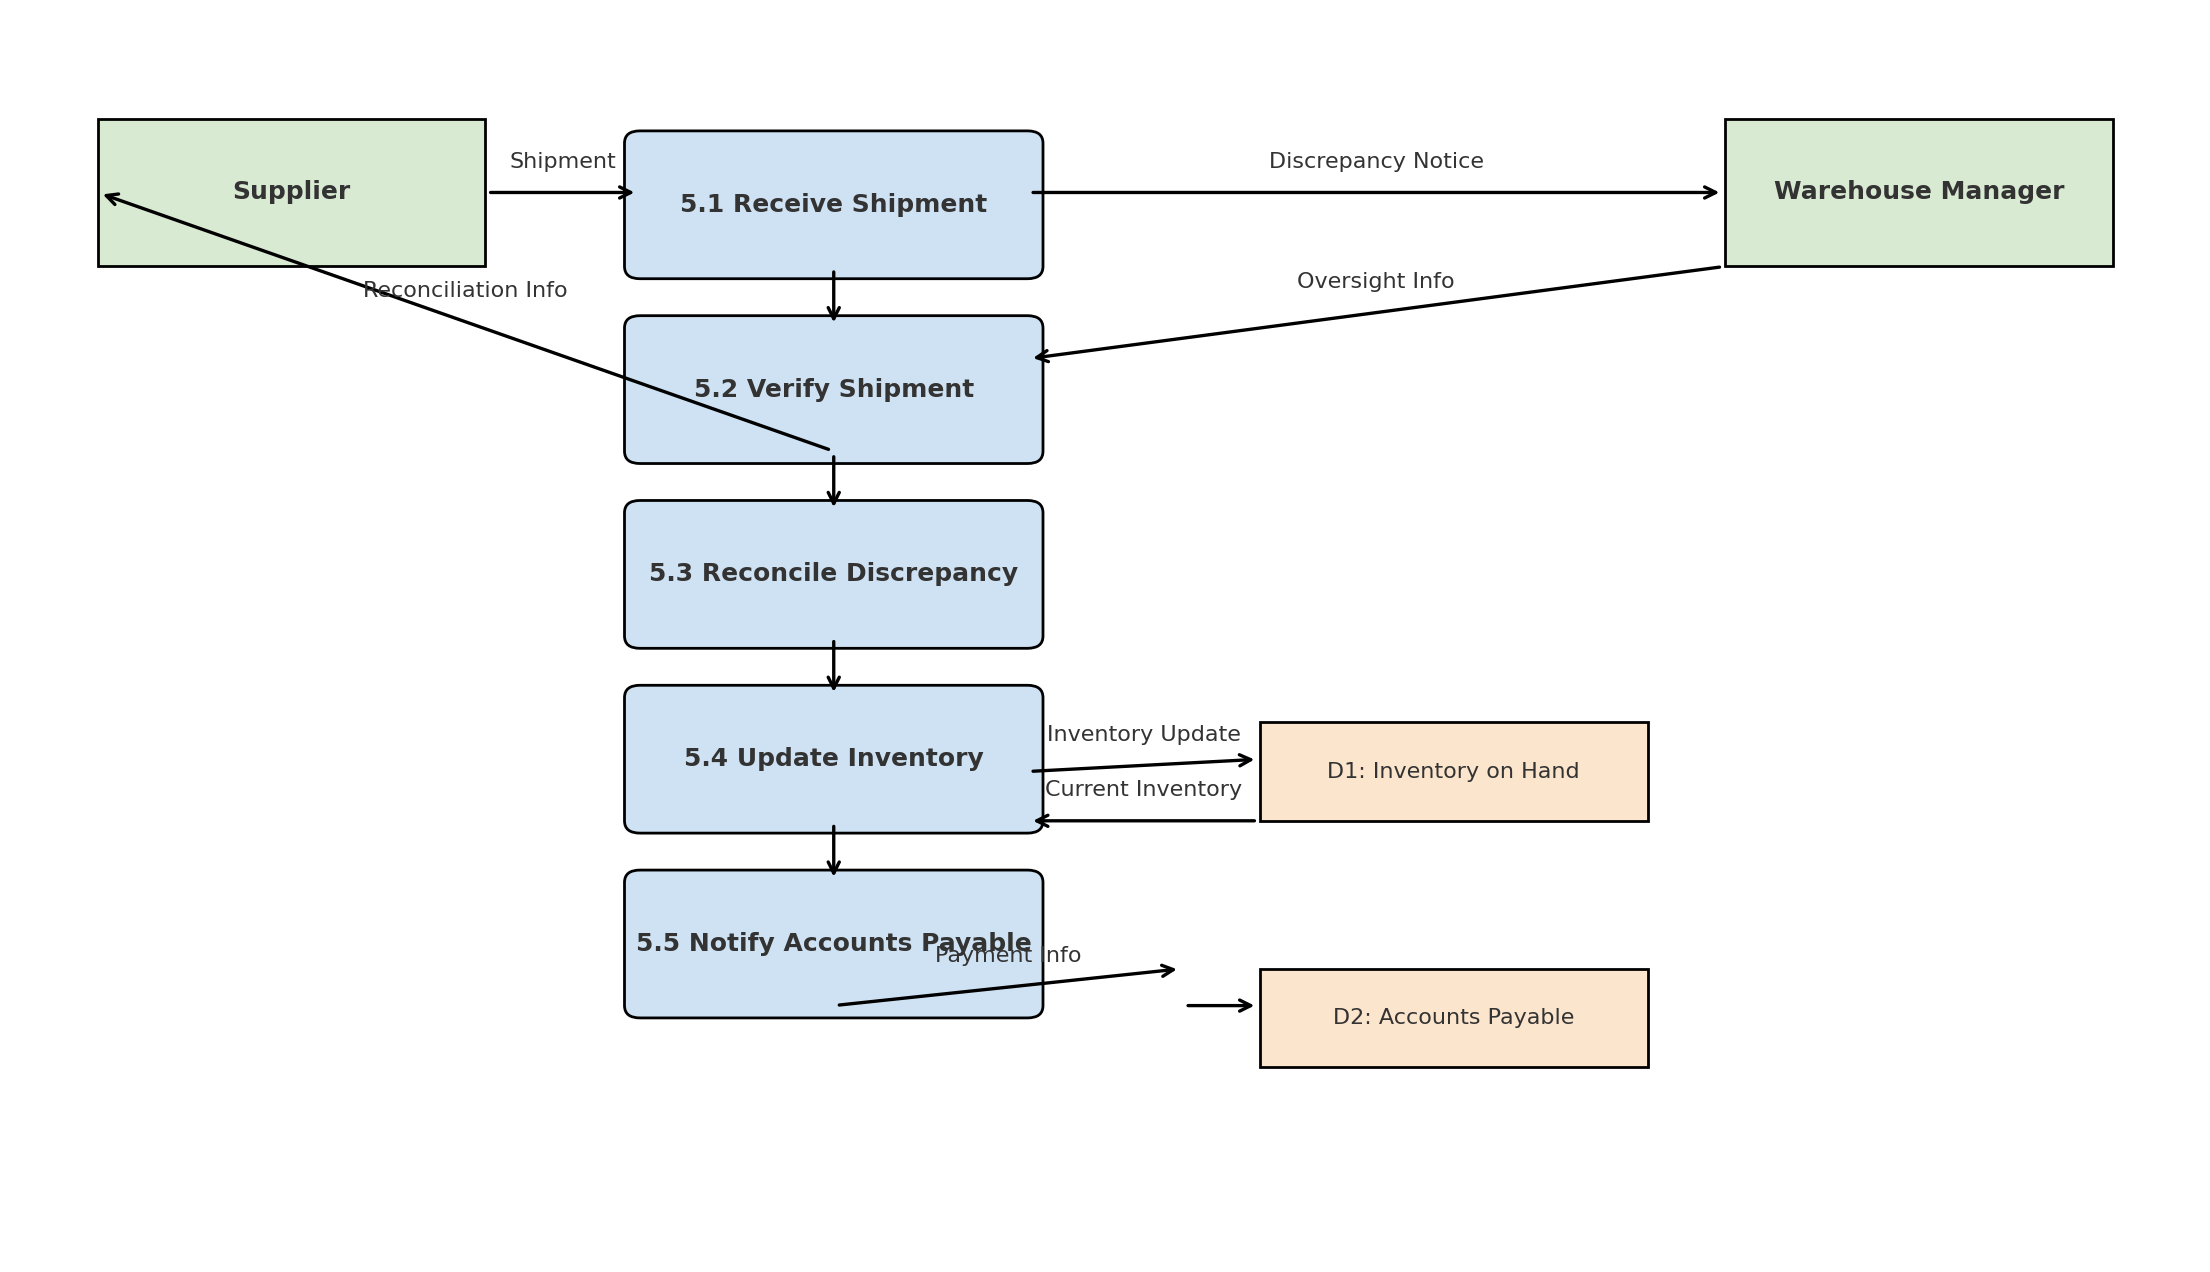 Supplier
Shipment
5.1 Receive Shipment
Discrepancy Notice
Warehouse Manager
Reconciliation Info
Oversight Info
5.2 Verify Shipment
5.3 Reconcile Discrepancy
5.4 Update Inventory
Inventory Update
Current Inventory
D1: Inventory on Hand
5.5 Notify Accounts Payable
Payment Info
D2: Accounts Payable